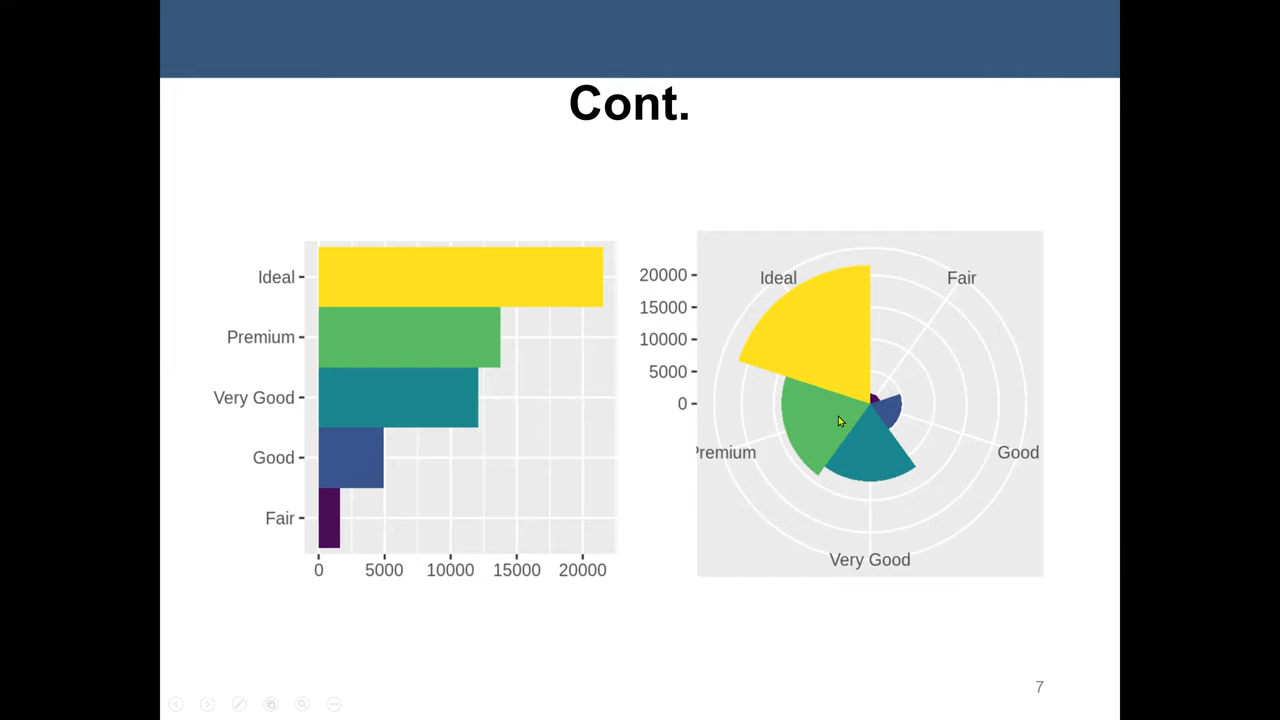 Cont.
Ideal
Premium
Very Good
Good
Fair
0 5000 10000 15000 20000
20000
15000
10000
5000
0
Ideal
Fair
Premium
Good
Very Good
7